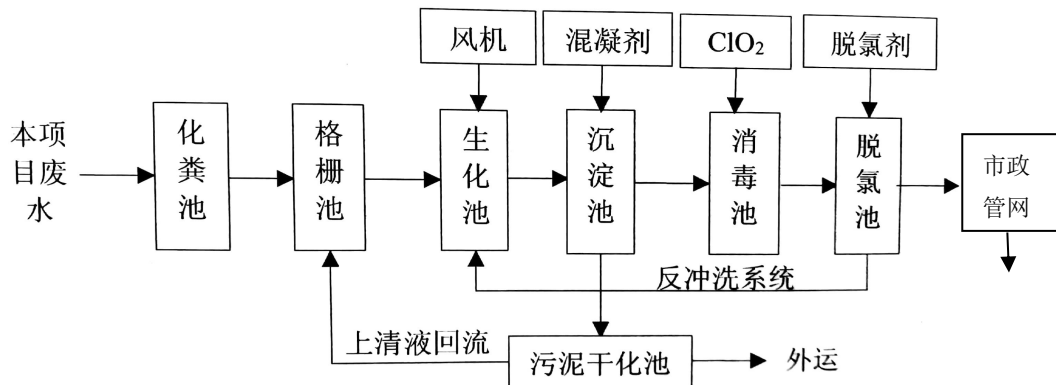 风机
混凝剂
ClO₂
脱氯剂
本项
目废
水
化
粪
池
格
栅
池
生
化
池
沉
淀
池
消
毒
池
脱
氯
池
市政
管网
反冲洗系统
上清液回流
污泥干化池
外运